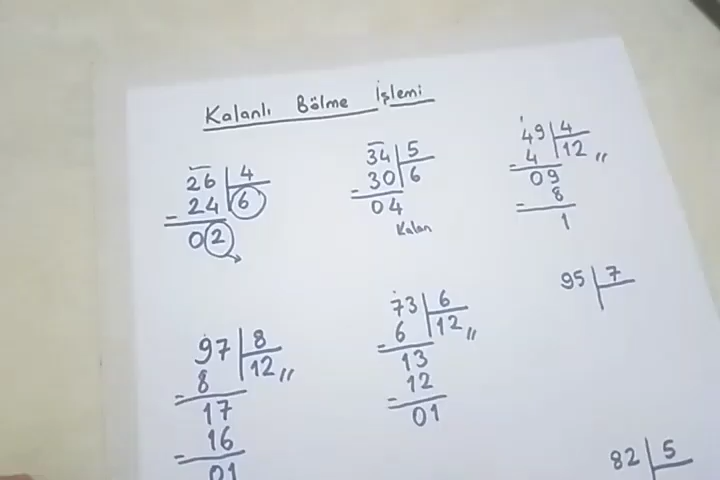 Kalanlı Bölme İşlemi
26 4
- 24 6
02
34 5
- 30 6
04
Kalan
49 4
- 4 12 //
09
- 8
1
97 8
- 8 12 //
17
- 16
01
73 6
- 6 12 //
13
- 12
01
95 7
82 5